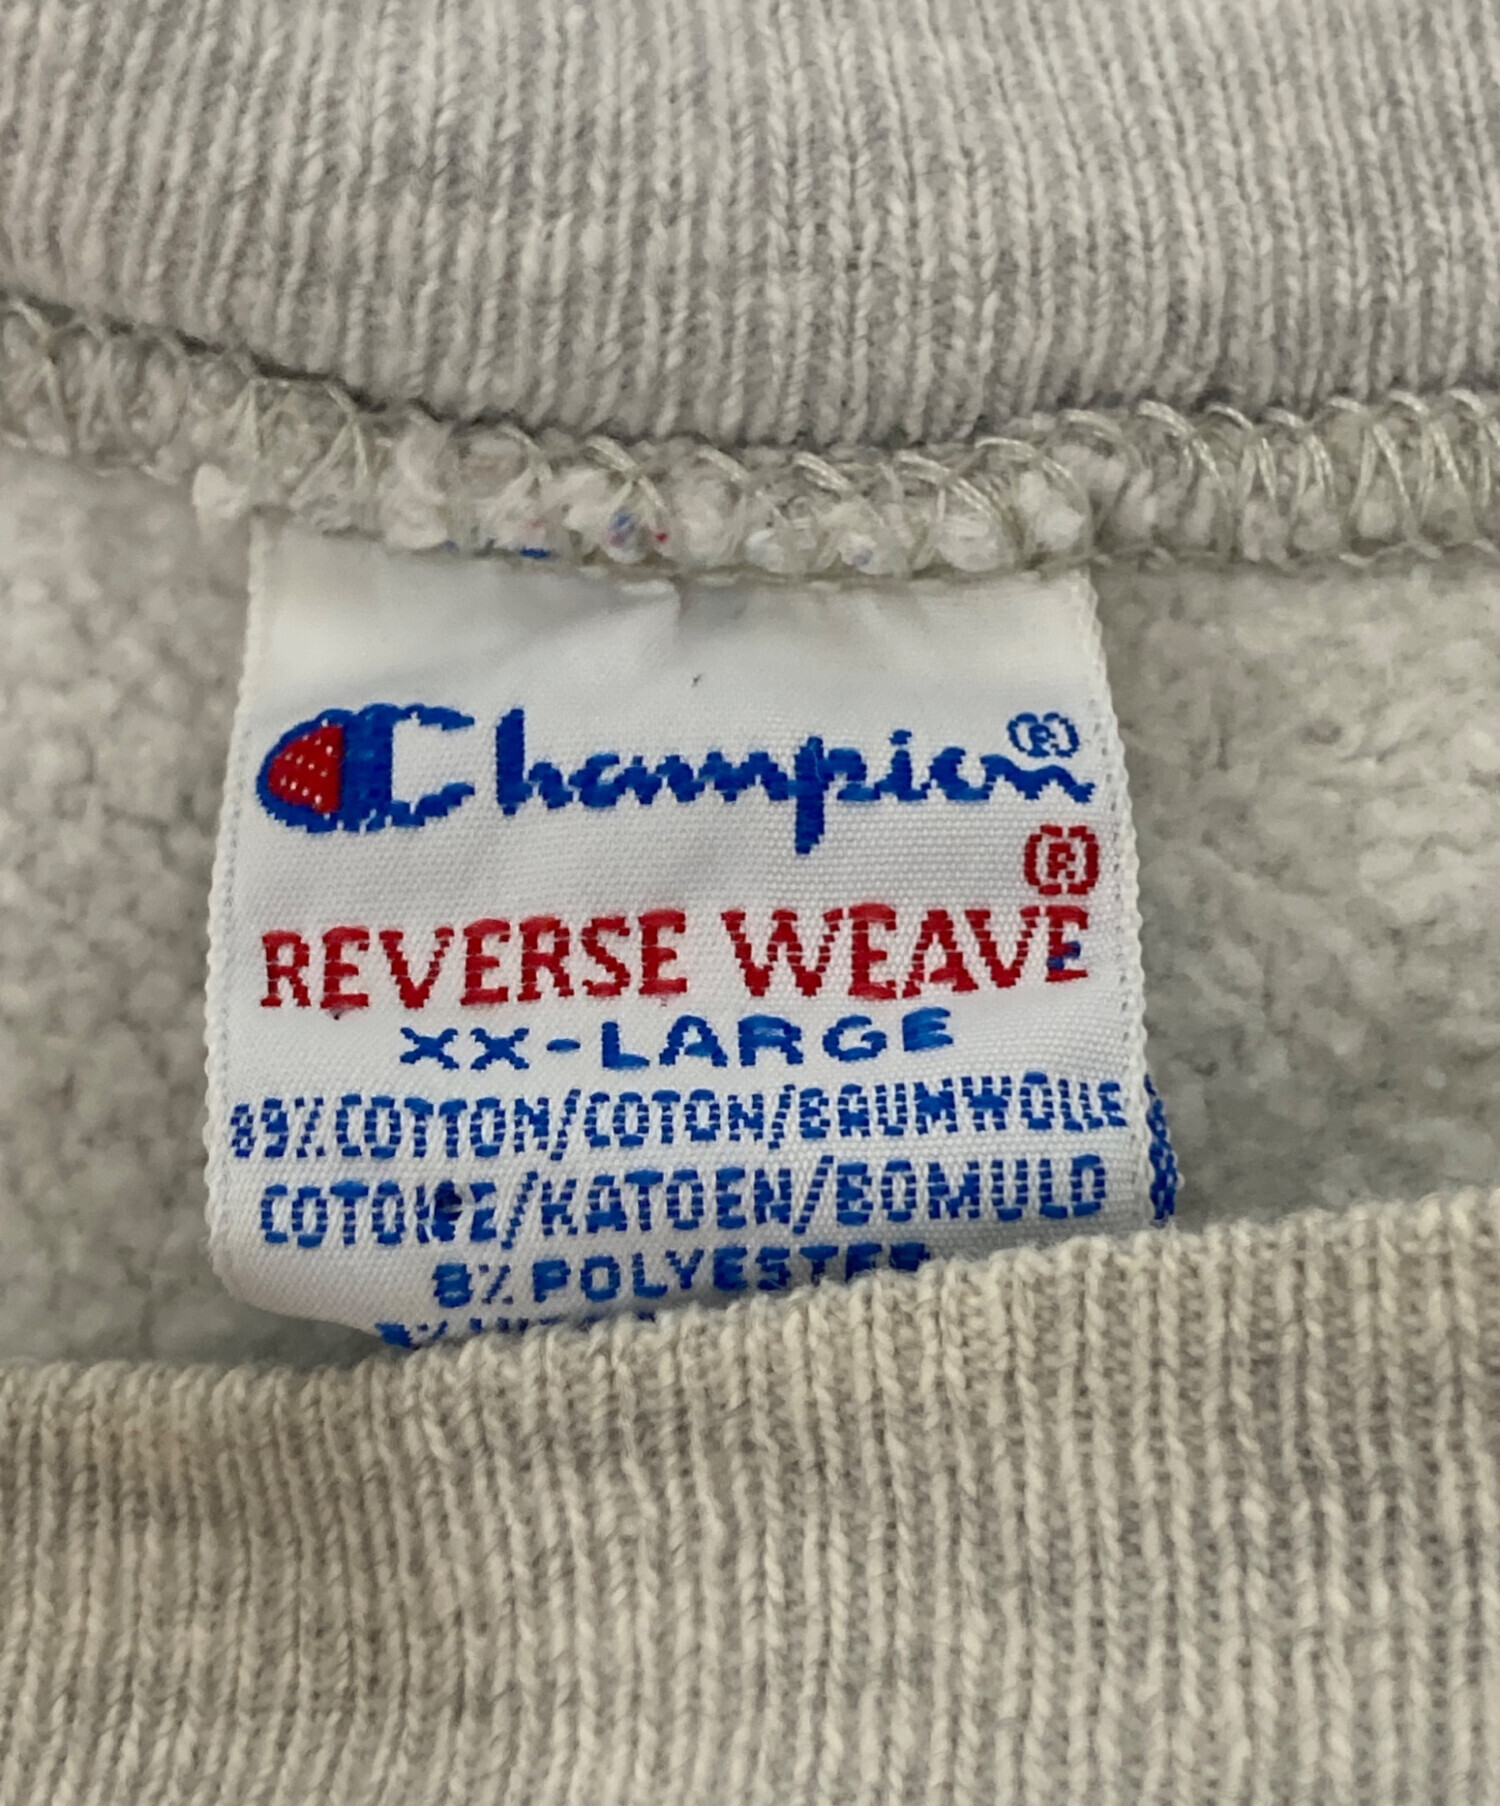 Champion®
®
REVERSE WEAVE
XX-LARGE
89% COTTON/COTON/BAUMWOLLE
COTONE/KATOEN/BOMULD
8% POLYESTER